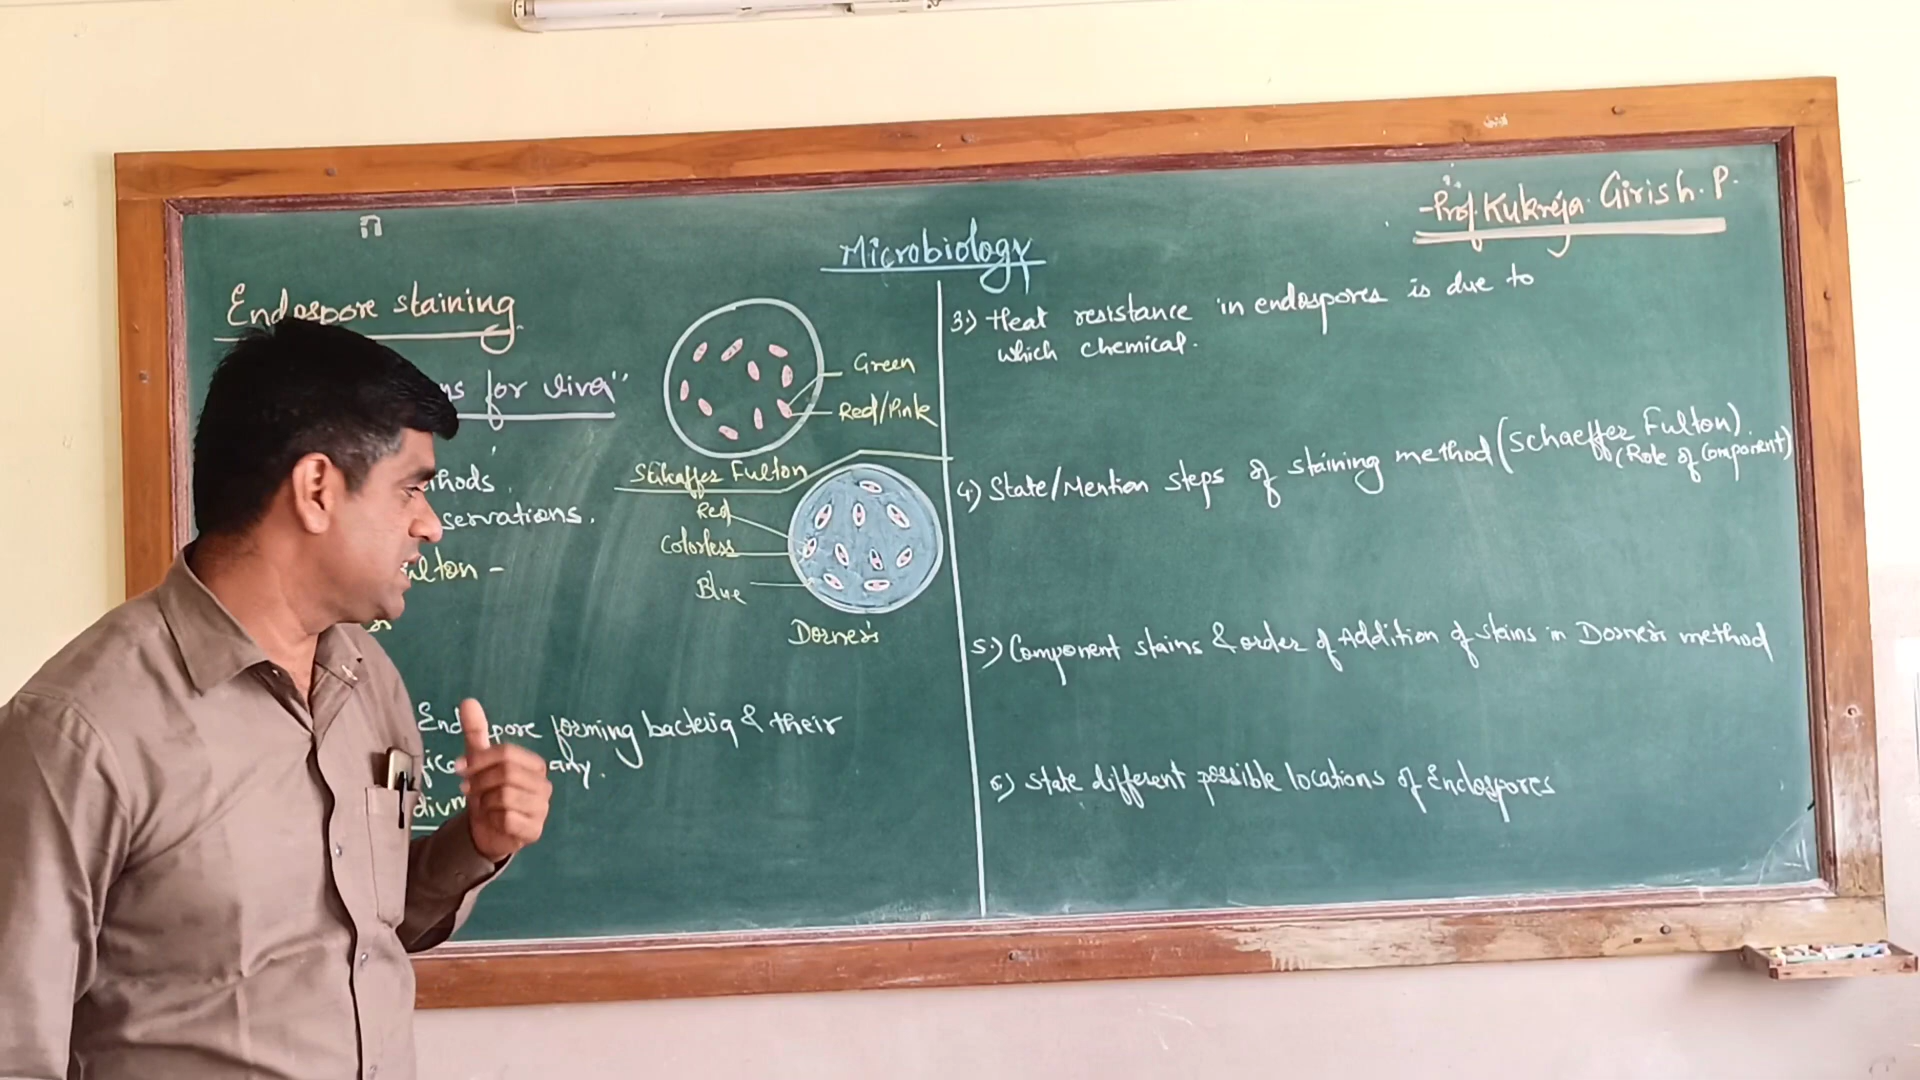 Microbiology
-Prof. Kukreja. Girish. P.
Endospore staining
for viva"
Green
Red/Pink
Schaeffer Fulton
Red
Colorless
Blue
Dorner's
servations.
Endospore forming bacteria & their
any.
3.) Heat resistance in endospores is due to
which chemical.
4.) State/Mention steps of staining method (Schaeffer Fulton).
(Role of Component)
5.) Component stains & order of Addition of stains in Dorner's method
6.) State different possible locations of Endospores